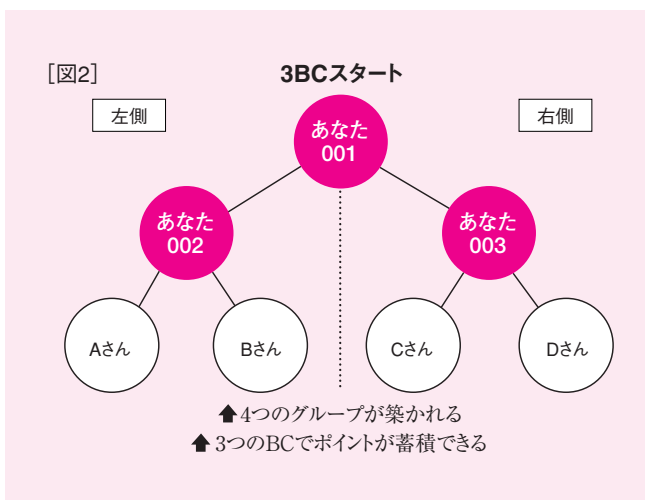 [図2]
3BCスタート
左側
右側
あなた
001
あなた
002
あなた
003
Aさん
Bさん
Cさん
Dさん
⬆4つのグループが築かれる
⬆3つのBCでポイントが蓄積できる